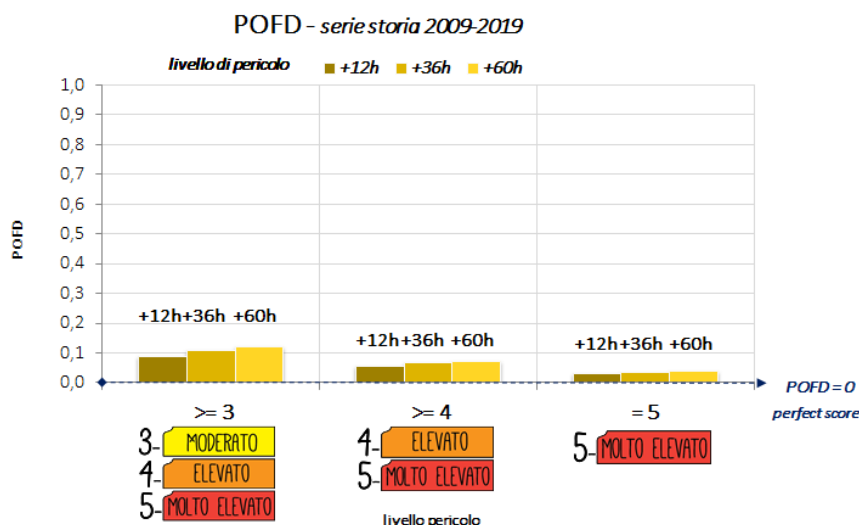 POFD - serie storia 2009-2019
livello di pericolo +12h +36h +60h
1,0
0,9
0,8
0,7
0,6
0,5
0,4
0,3
0,2
0,1
0,0
POFD
+12h +36h +60h
+12h +36h +60h
+12h +36h +60h
POFD = 0
perfect score
>= 3
>= 4
= 5
3- MODERATO
4- ELEVATO
5- MOLTO ELEVATO
4- ELEVATO
5- MOLTO ELEVATO
5- MOLTO ELEVATO
livello pericolo